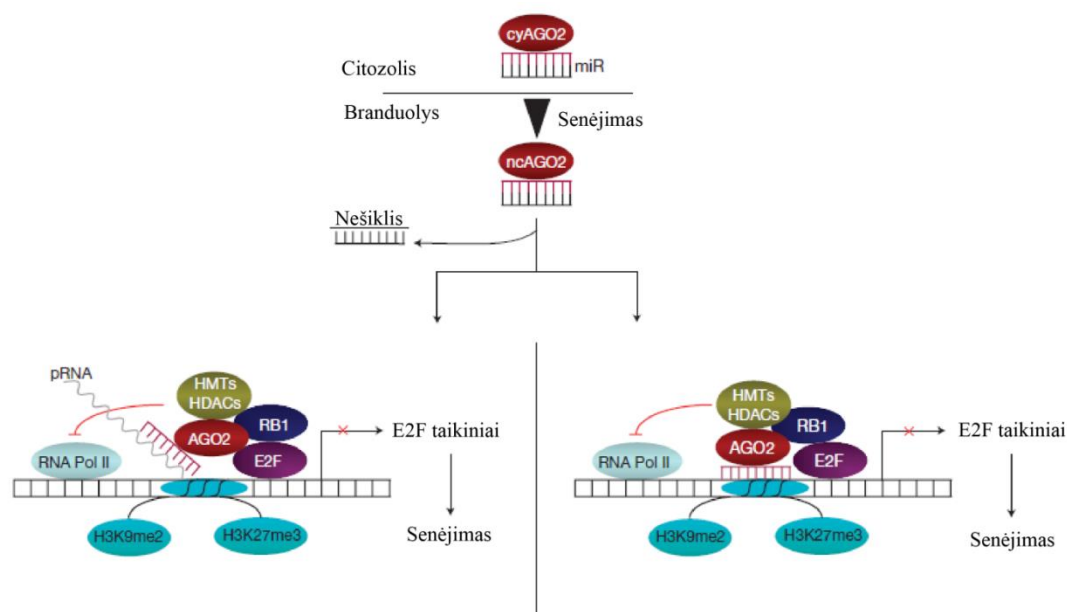 cyAGO2
miR
Citozolis
Branduolys
Senėjimas
ncAGO2
Nešiklis
pRNA
HMTs
HDACs
RB1
AGO2
E2F
RNA Pol II
E2F taikiniai
H3K9me2
H3K27me3
Senėjimas
HMTs
HDACs
RB1
AGO2
E2F
RNA Pol II
E2F taikiniai
H3K9me2
H3K27me3
Senėjimas